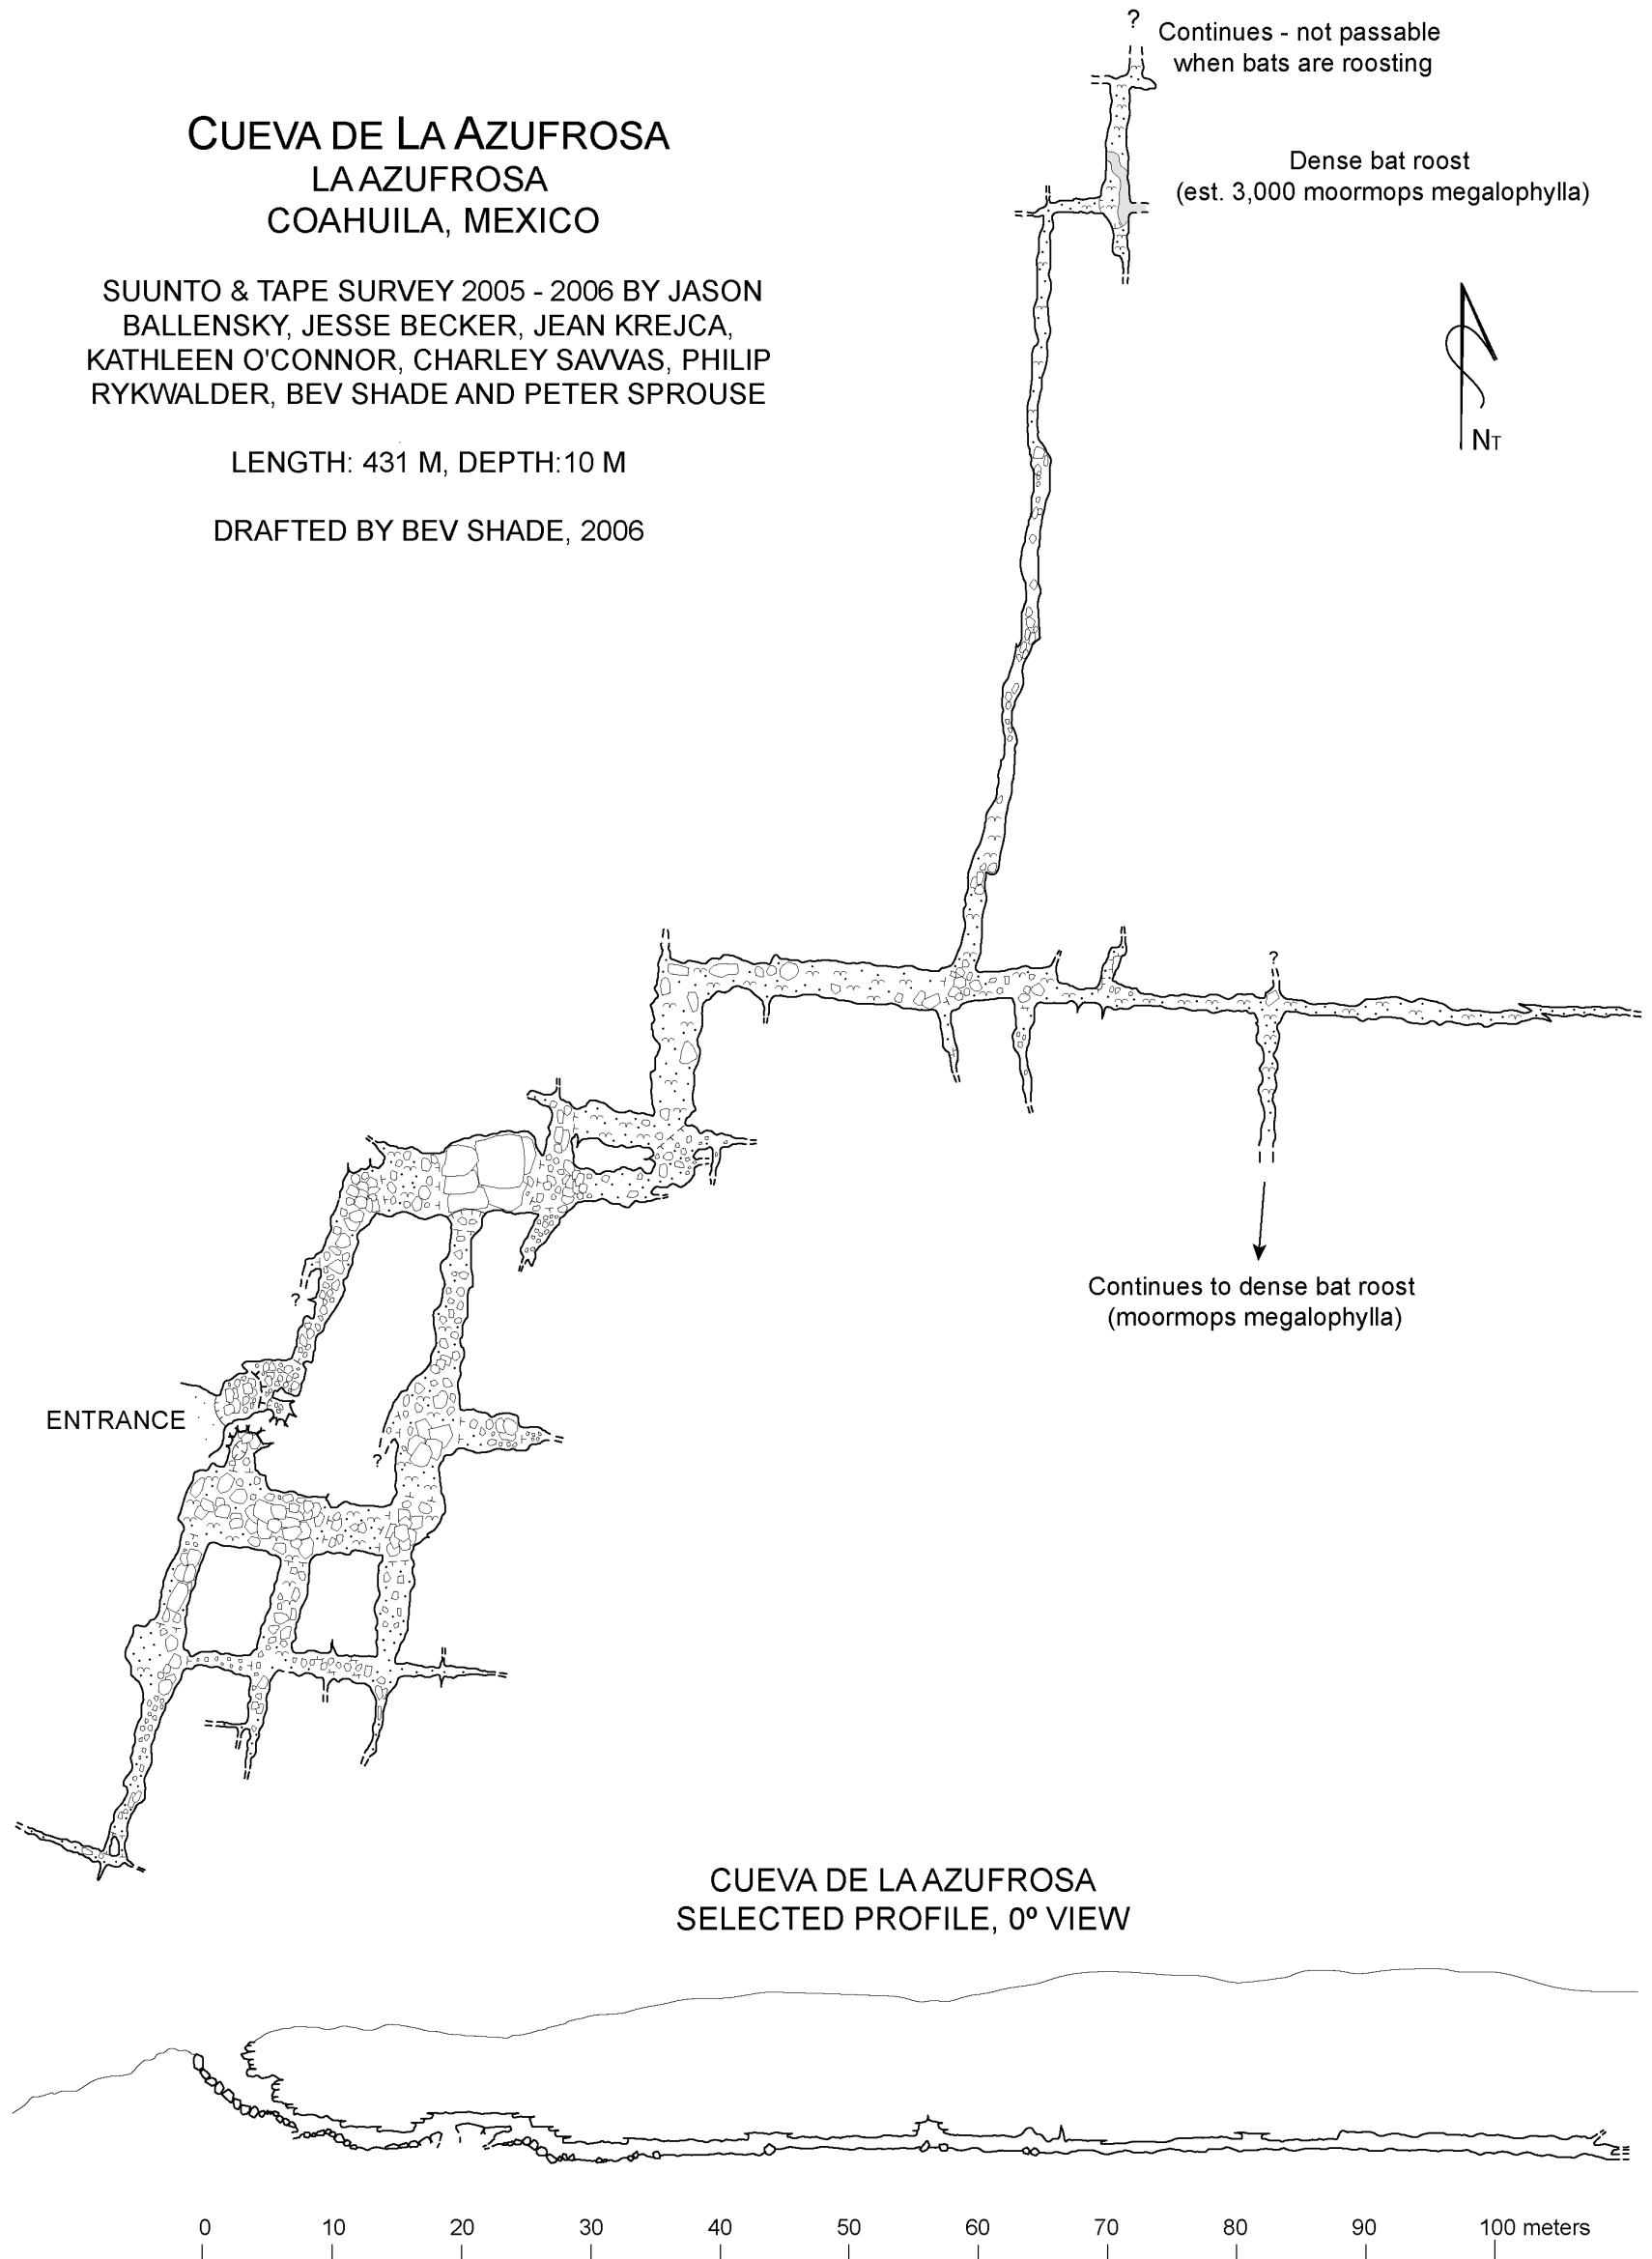 ?
Continues - not passable
when bats are roosting
CUEVA DE LA AZUFROSA
LA AZUFROSA
COAHUILA, MEXICO
Dense bat roost
(est. 3,000 moormops megalophylla)
SUUNTO & TAPE SURVEY 2005 - 2006 BY JASON
BALLENSKY, JESSE BECKER, JEAN KREJCA,
KATHLEEN O'CONNOR, CHARLEY SAVVAS, PHILIP
RYKWALDER, BEV SHADE AND PETER SPROUSE
NT
LENGTH: 431 M, DEPTH:10 M
DRAFTED BY BEV SHADE, 2006
?
Continues to dense bat roost
(moormops megalophylla)
?
ENTRANCE
?
CUEVA DE LA AZUFROSA
SELECTED PROFILE, 0º VIEW
0 10 20 30 40 50 60 70 80 90 100 meters